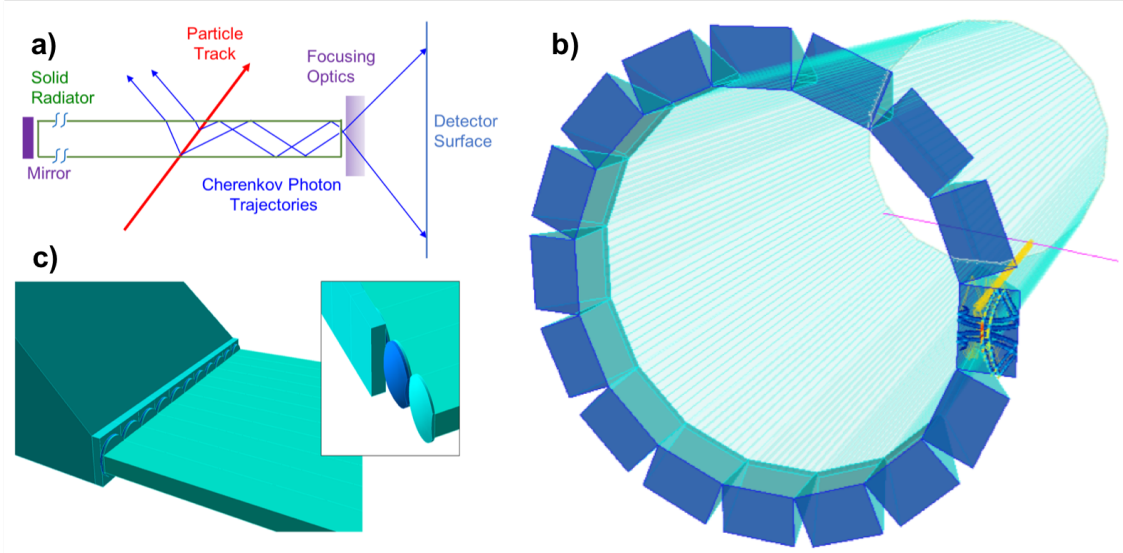 a)
Particle
Track
Solid
Radiator
Focusing
Optics
Detector
Surface
Mirror
Cherenkov Photon
Trajectories
b)
c)